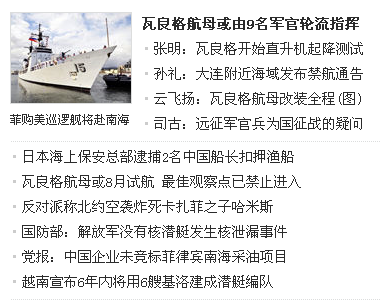 瓦良格航母或由9名军官轮流指挥
张明：瓦良格开始直升机起降测试
孙礼：大连附近海域发布禁航通告
云飞扬：瓦良格航母改装全程(图)
司古：远征军官兵为国征战的疑问
15
菲购美巡逻舰将赴南海
日本海上保安总部逮捕2名中国船长扣押渔船
瓦良格航母或8月试航 最佳观察点已禁止进入
反对派称北约空袭炸死卡扎菲之子哈米斯
国防部：解放军没有核潜艇发生核泄漏事件
党报：中国企业未竞标菲律宾南海采油项目
越南宣布6年内将用6艘基洛建成潜艇编队